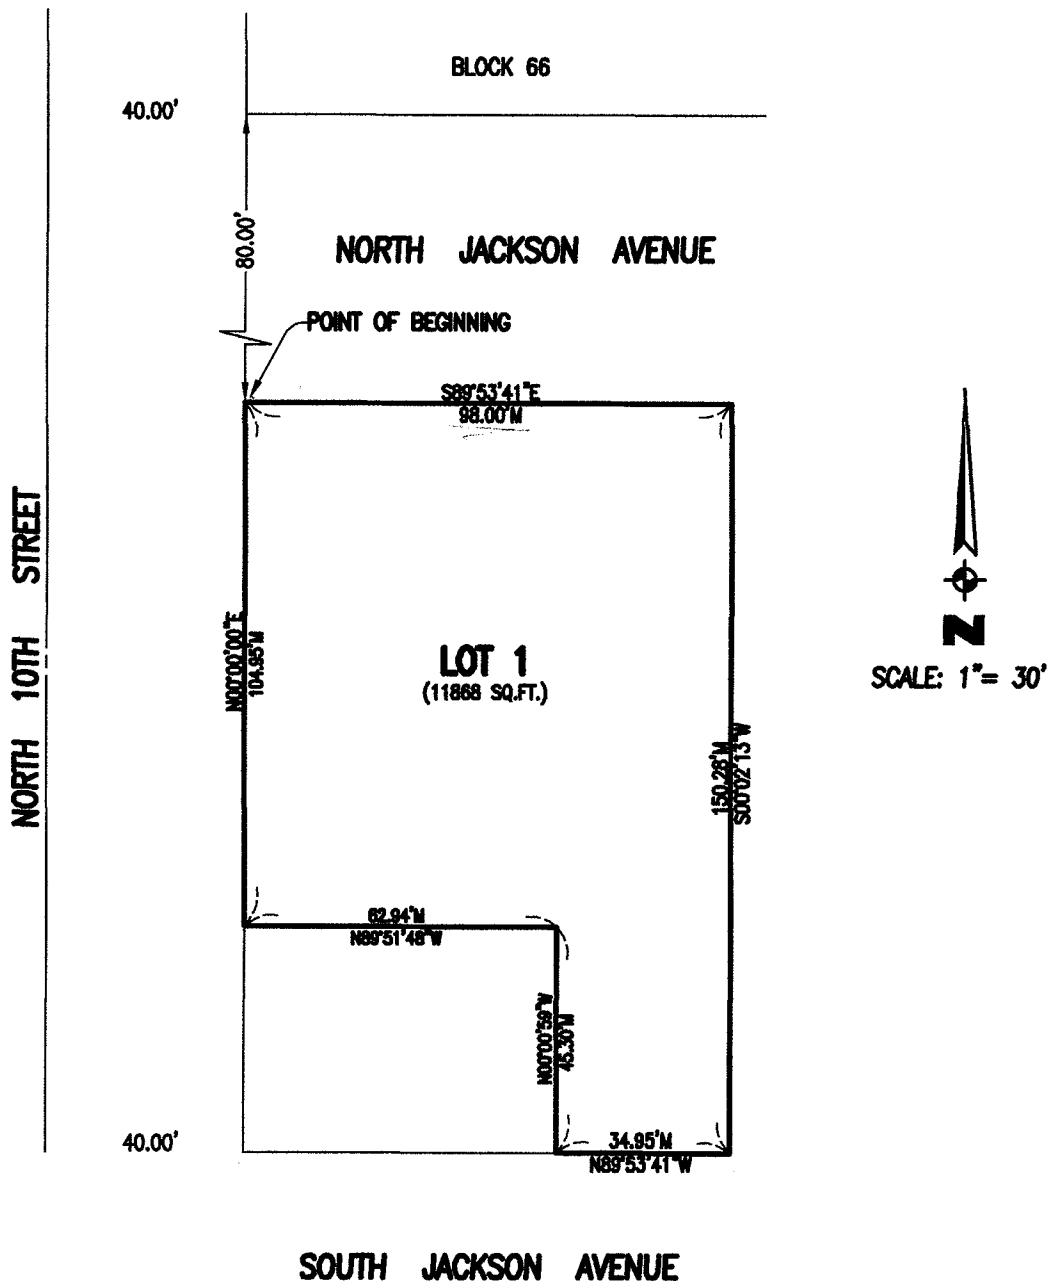 BLOCK 66
40.00'
80.00'
NORTH JACKSON AVENUE
POINT OF BEGINNING
S89°53'41"E
98.00'M
NORTH 10TH STREET
N00°00'00"E
104.95'M
LOT 1
(11868 SQ.FT.)
150.28'M
S00°02'13"W
N
SCALE: 1"= 30'
62.94'M
N89°51'48"W
N00°00'59"W
45.30'M
40.00'
34.95'M
N89°53'41"W
SOUTH JACKSON AVENUE